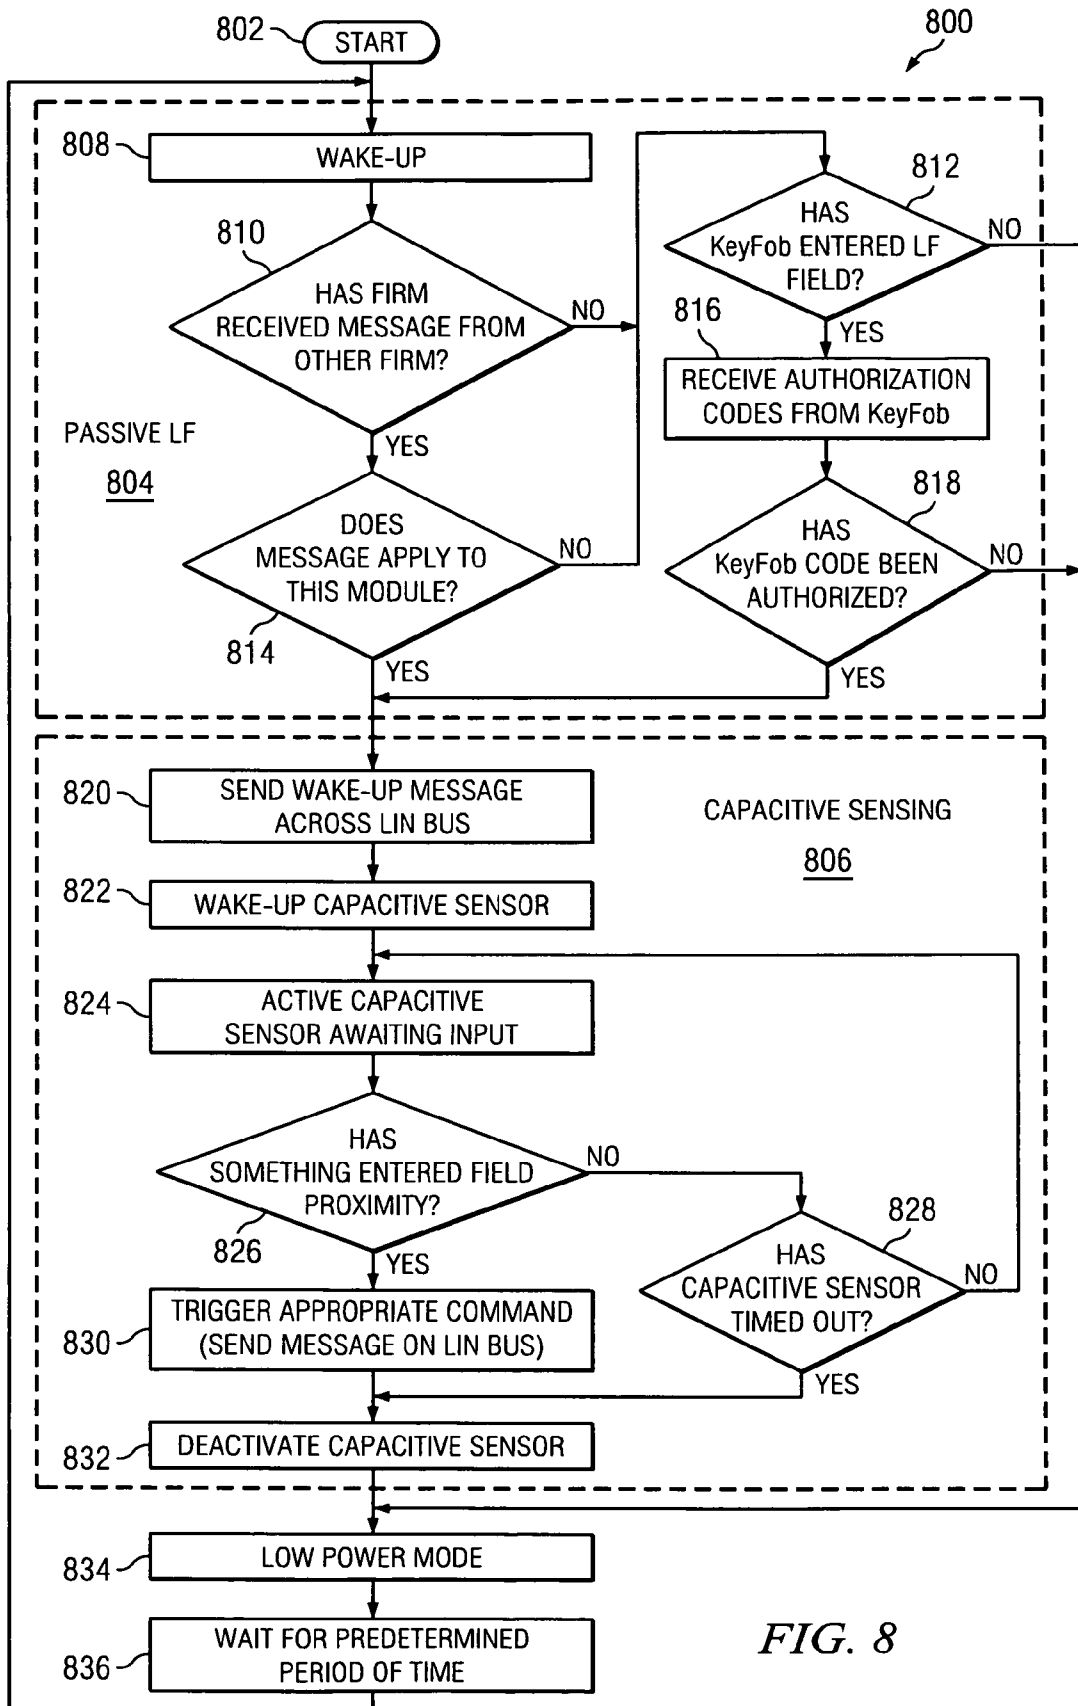 802
START
800
808
WAKE-UP
810
HAS FIRM
RECEIVED MESSAGE FROM
OTHER FIRM?
NO
YES
812
HAS
KeyFob ENTERED LF
FIELD?
NO
YES
816
RECEIVE AUTHORIZATION
CODES FROM KeyFob
PASSIVE LF
804
DOES
MESSAGE APPLY TO
THIS MODULE?
NO
814
YES
818
HAS
KeyFob CODE BEEN
AUTHORIZED?
NO
YES
820
SEND WAKE-UP MESSAGE
ACROSS LIN BUS
CAPACITIVE SENSING
806
822
WAKE-UP CAPACITIVE SENSOR
824
ACTIVE CAPACITIVE
SENSOR AWAITING INPUT
HAS
SOMETHING ENTERED FIELD
PROXIMITY?
NO
826
YES
828
HAS
CAPACITIVE SENSOR
TIMED OUT?
NO
YES
830
TRIGGER APPROPRIATE COMMAND
(SEND MESSAGE ON LIN BUS)
832
DEACTIVATE CAPACITIVE SENSOR
834
LOW POWER MODE
836
WAIT FOR PREDETERMINED
PERIOD OF TIME
FIG. 8